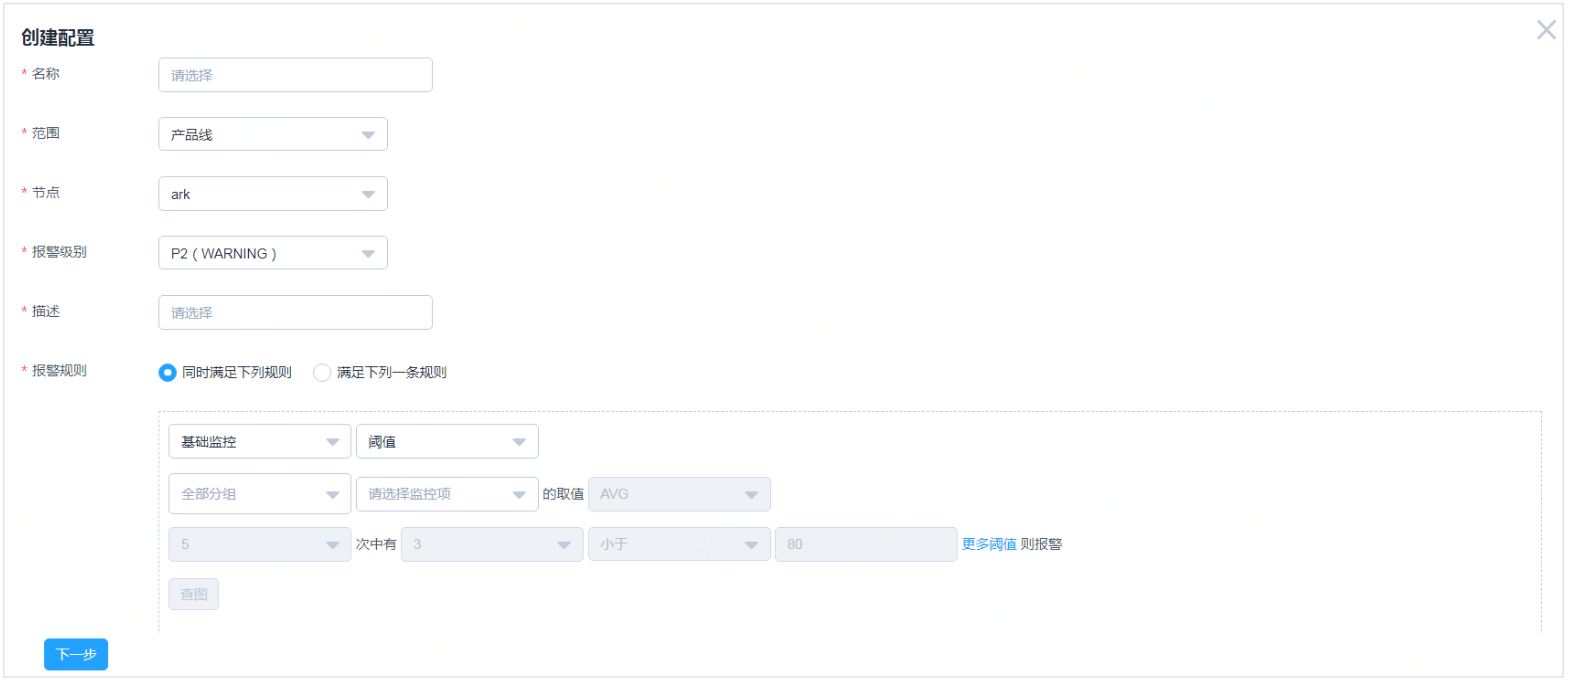 创建配置
* 名称 请选择
* 范围 产品线
* 节点 ark
* 报警级别 P2 ( WARNING )
* 描述 请选择
* 报警规则 同时满足下列规则 满足下列一条规则
基础监控 阈值
全部分组 请选择监控项 的取值 AVG
5 次中有 3 小于 80 更多阈值 则报警
查图
下一步